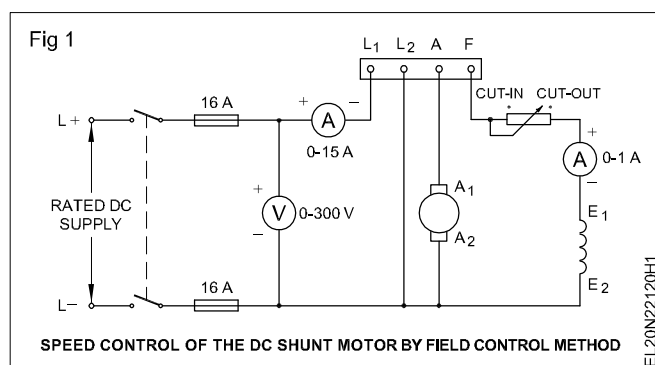 Fig 1
L1 L2 A F
CUT-IN CUT-OUT
16 A
L+
+ A −
0-15 A
+ A −
0-1 A
RATED DC
SUPPLY
+ V −
0-300 V
A1
A2
E1
E2
16 A
L−
SPEED CONTROL OF THE DC SHUNT MOTOR BY FIELD CONTROL METHOD
EL20N22120H1